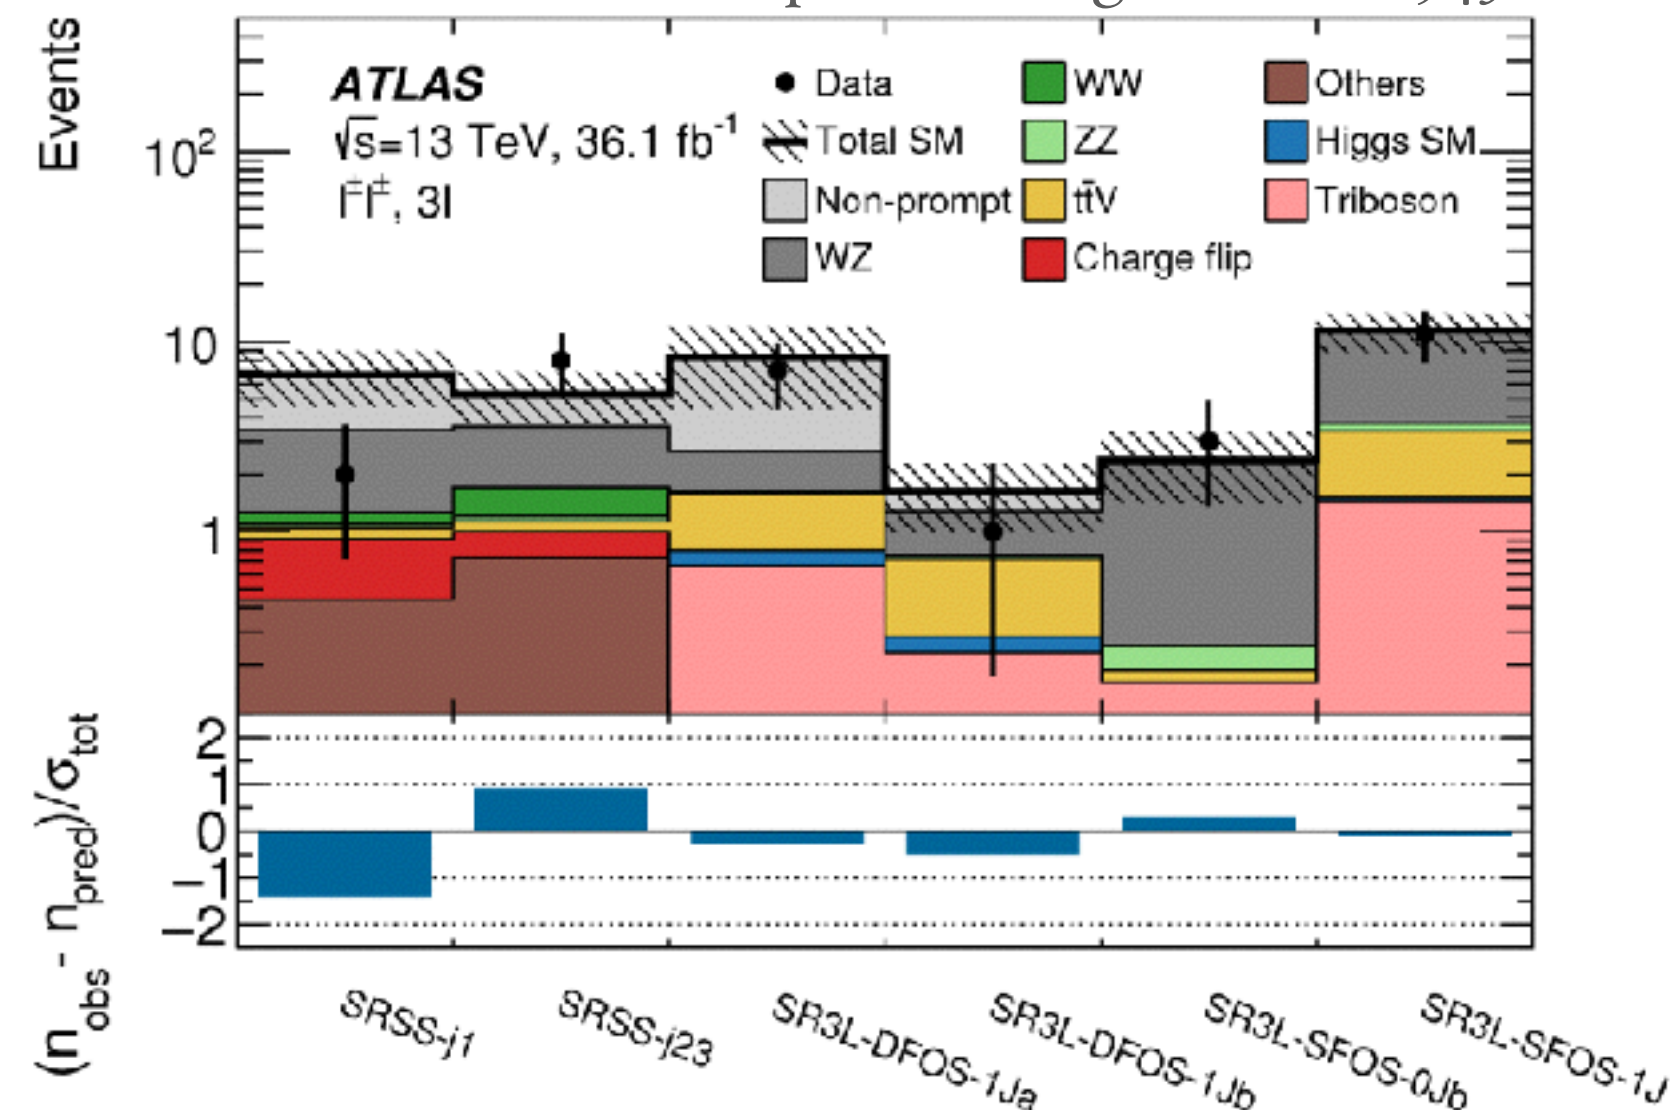 Events
ATLAS
√s=13 TeV, 36.1 fb⁻¹
l±l±, 3l
Data
Total SM
Non-prompt
WZ
WW
ZZ
tt̄V
Charge flip
Others
Higgs SM
Triboson
10²
10
1
(n_obs - n_pred)/σ_tot
2
1
0
−1
−2
SRSS-j1
SRSS-j23
SR3L-DFOS-1Ja
SR3L-DFOS-1Jb
SR3L-SFOS-0Jb
SR3L-SFOS-1J